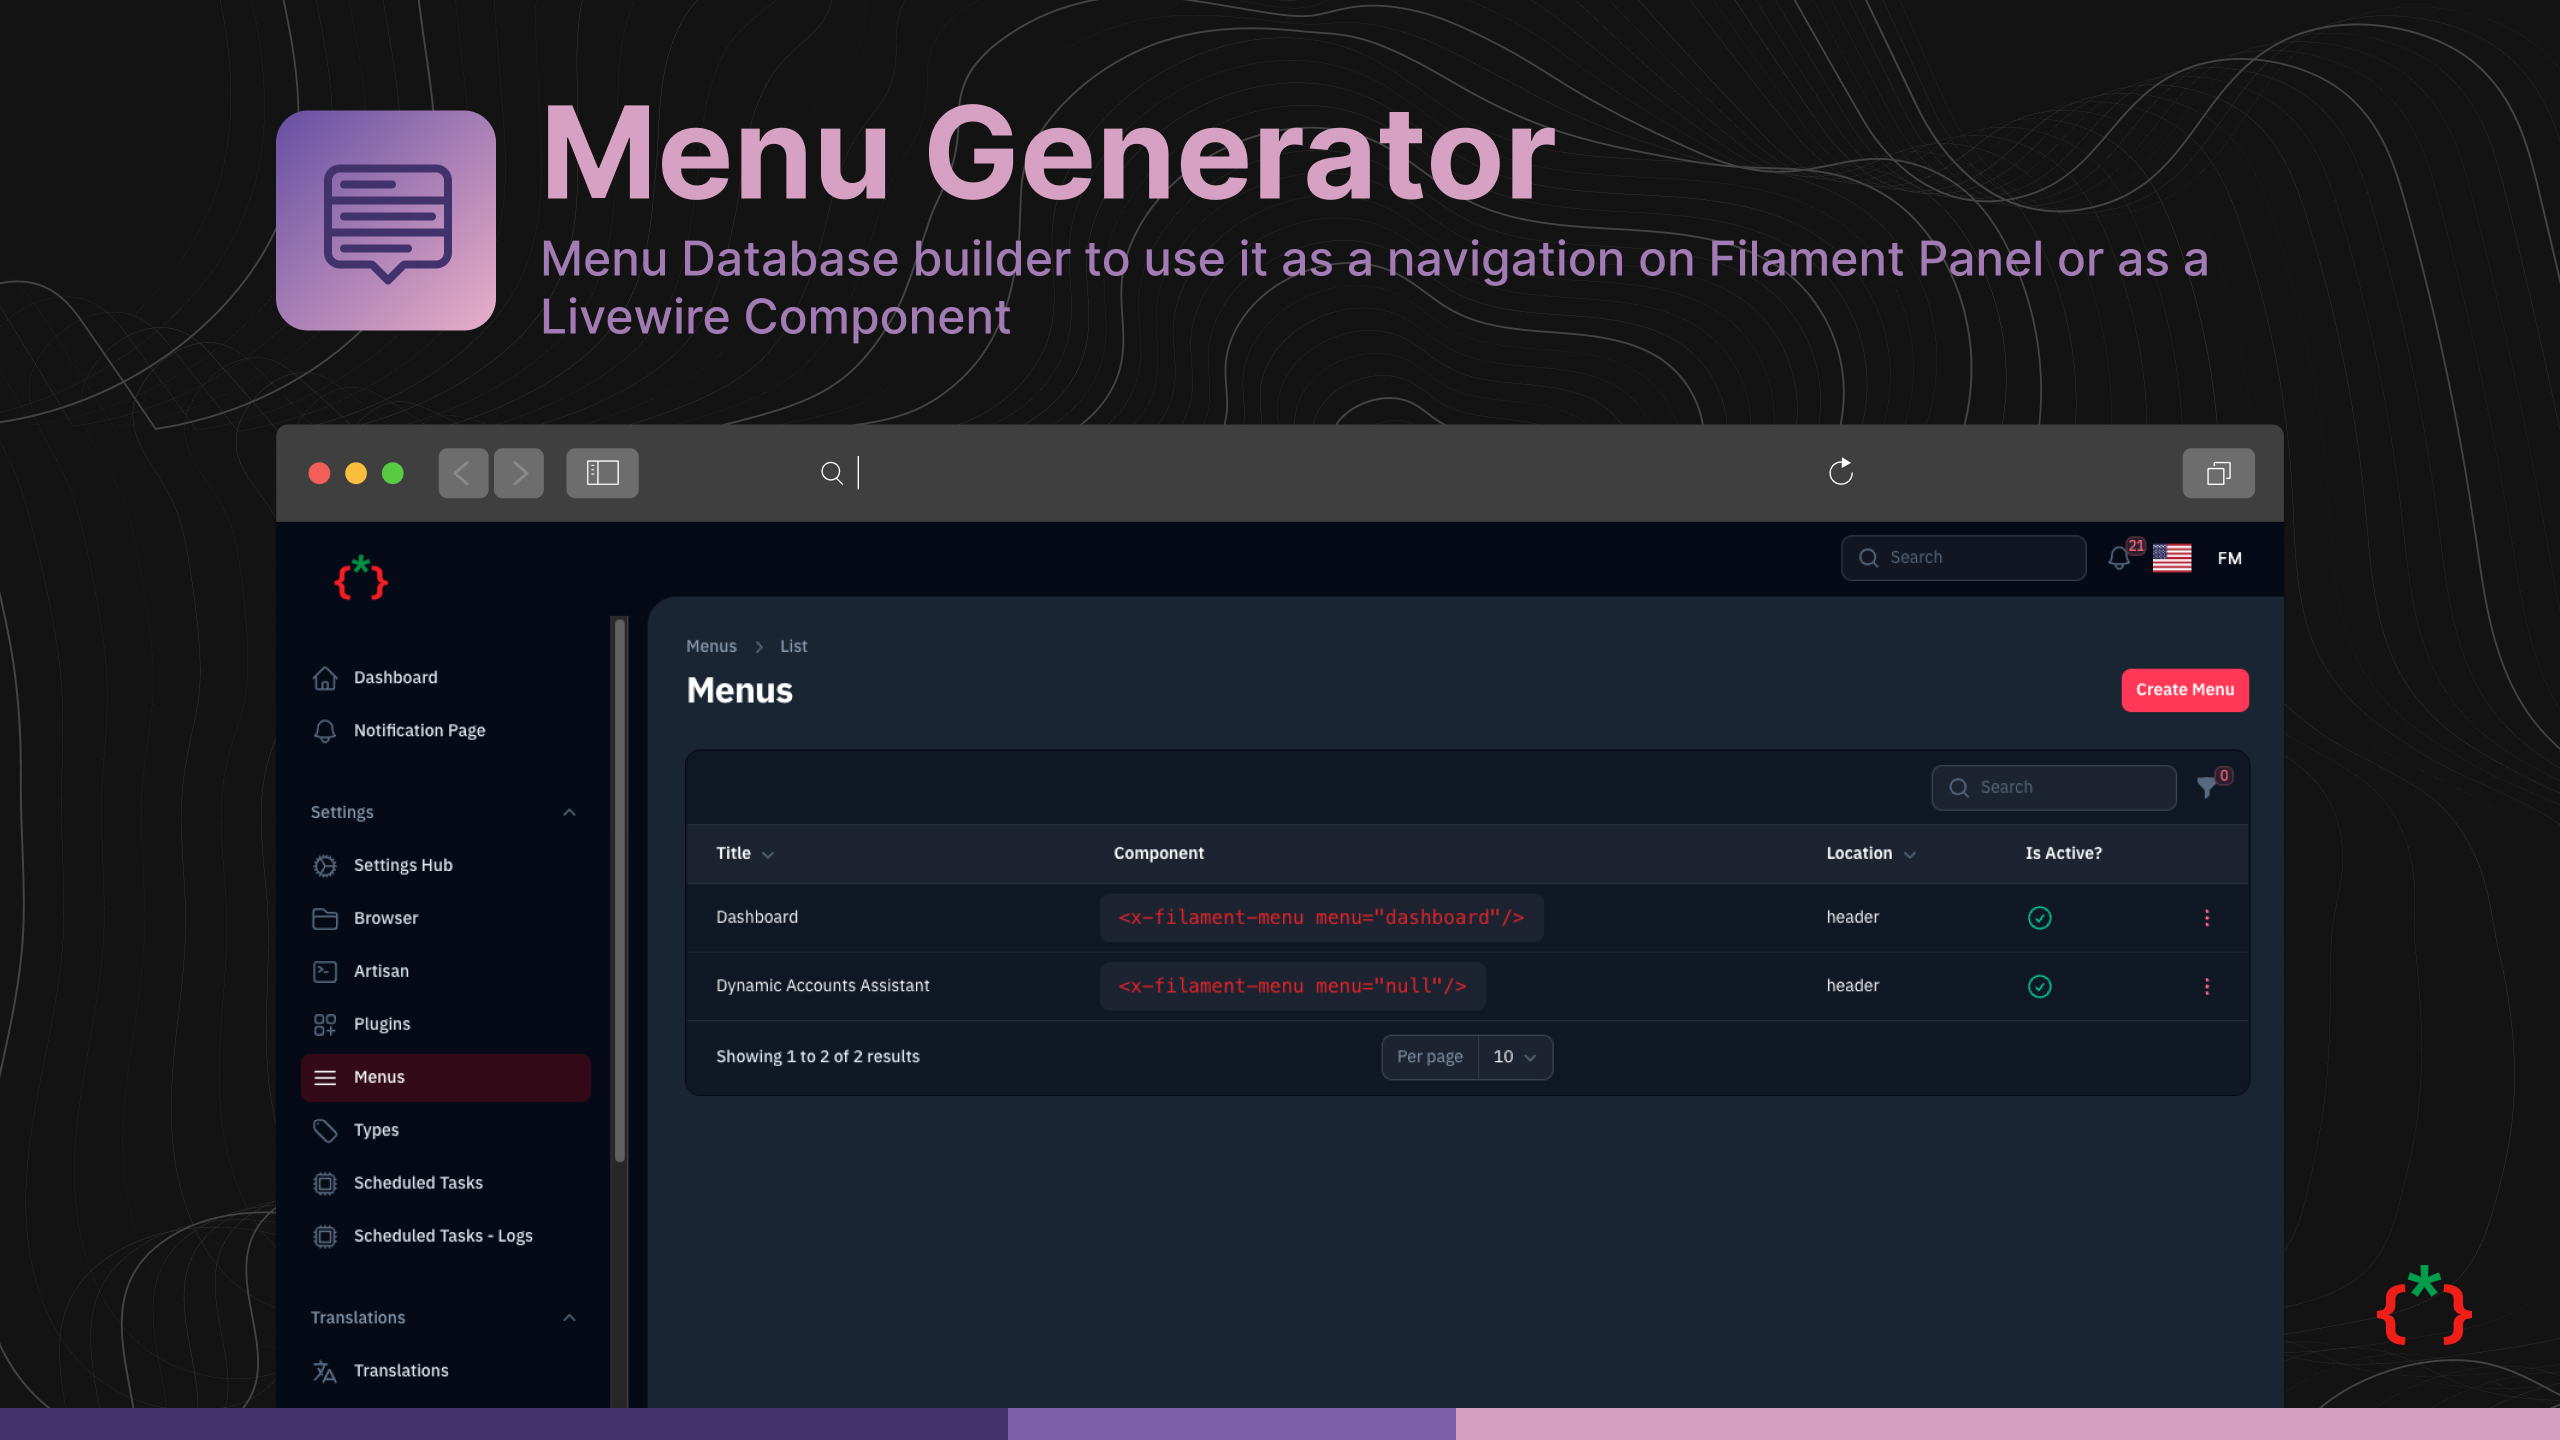 Menu Generator
Menu Database builder to use it as a navigation on Filament Panel or as a
Livewire Component
{*}
Search
21
FM
Dashboard
Notification Page
Settings
Settings Hub
Browser
Artisan
Plugins
Menus
Types
Scheduled Tasks
Scheduled Tasks - Logs
Translations
Translations
Menus > List
Menus
Create Menu
Search
0
Title Component Location Is Active?
Dashboard <x-filament-menu menu="dashboard"/> header
Dynamic Accounts Assistant <x-filament-menu menu="null"/> header
Showing 1 to 2 of 2 results Per page 10
{*}